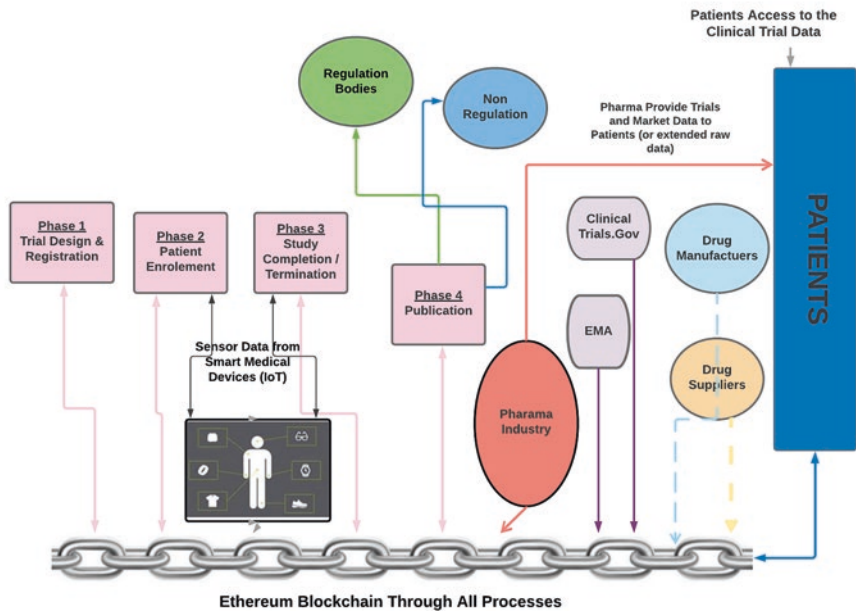 Patients Access to the
Clinical Trial Data
Regulation
Bodies
Non
Regulation
Pharma Provide Trials
and Market Data to
Patients (or extended raw
data)
PATIENTS
Phase 1
Trial Design &
Registration
Phase 2
Patient
Enrolement
Phase 3
Study
Completion /
Termination
Phase 4
Publication
Clinical
Trials.Gov
EMA
Drug
Manufactuers
Drug
Suppliers
Sensor Data from
Smart Medical
Devices (IoT)
Pharama
Industry
Ethereum Blockchain Through All Processes